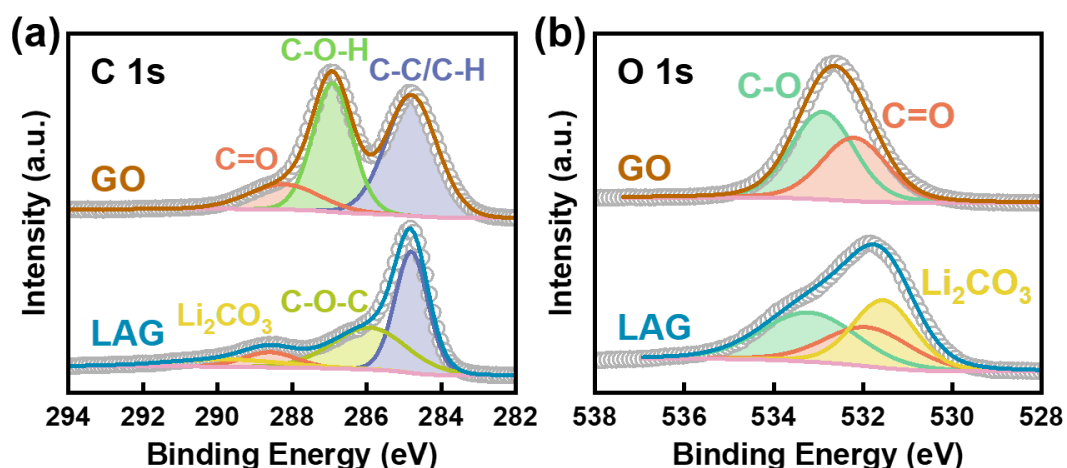 (a)
C 1s
C-O-H
C-C/C-H
C=O
GO
Li₂CO₃
C-O-C
LAG
Intensity (a.u.)
294 292 290 288 286 284 282
Binding Energy (eV)
(b)
O 1s
C-O
C=O
GO
Li₂CO₃
LAG
Intensity (a.u.)
538 536 534 532 530 528
Binding Energy (eV)